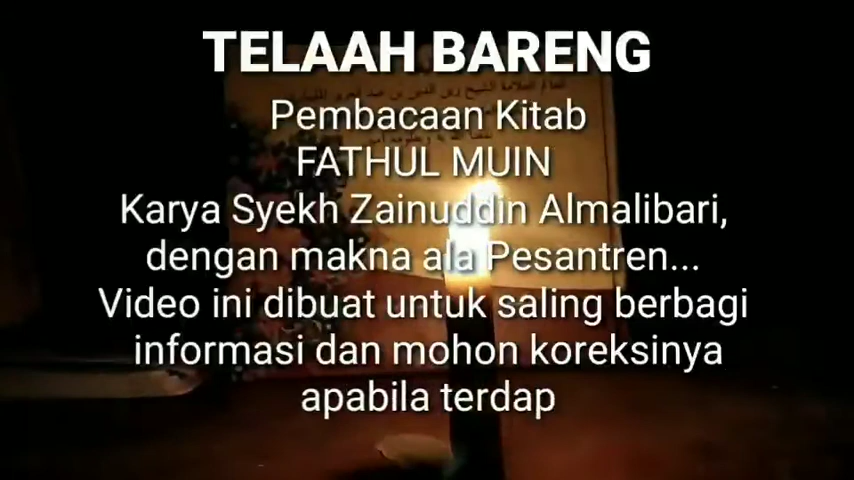 TELAAH BARENG
Pembacaan Kitab
FATHUL MUIN
Karya Syekh Zainuddin Almalibari,
dengan makna ala Pesantren...
Video ini dibuat untuk saling berbagi
informasi dan mohon koreksinya
apabila terdap